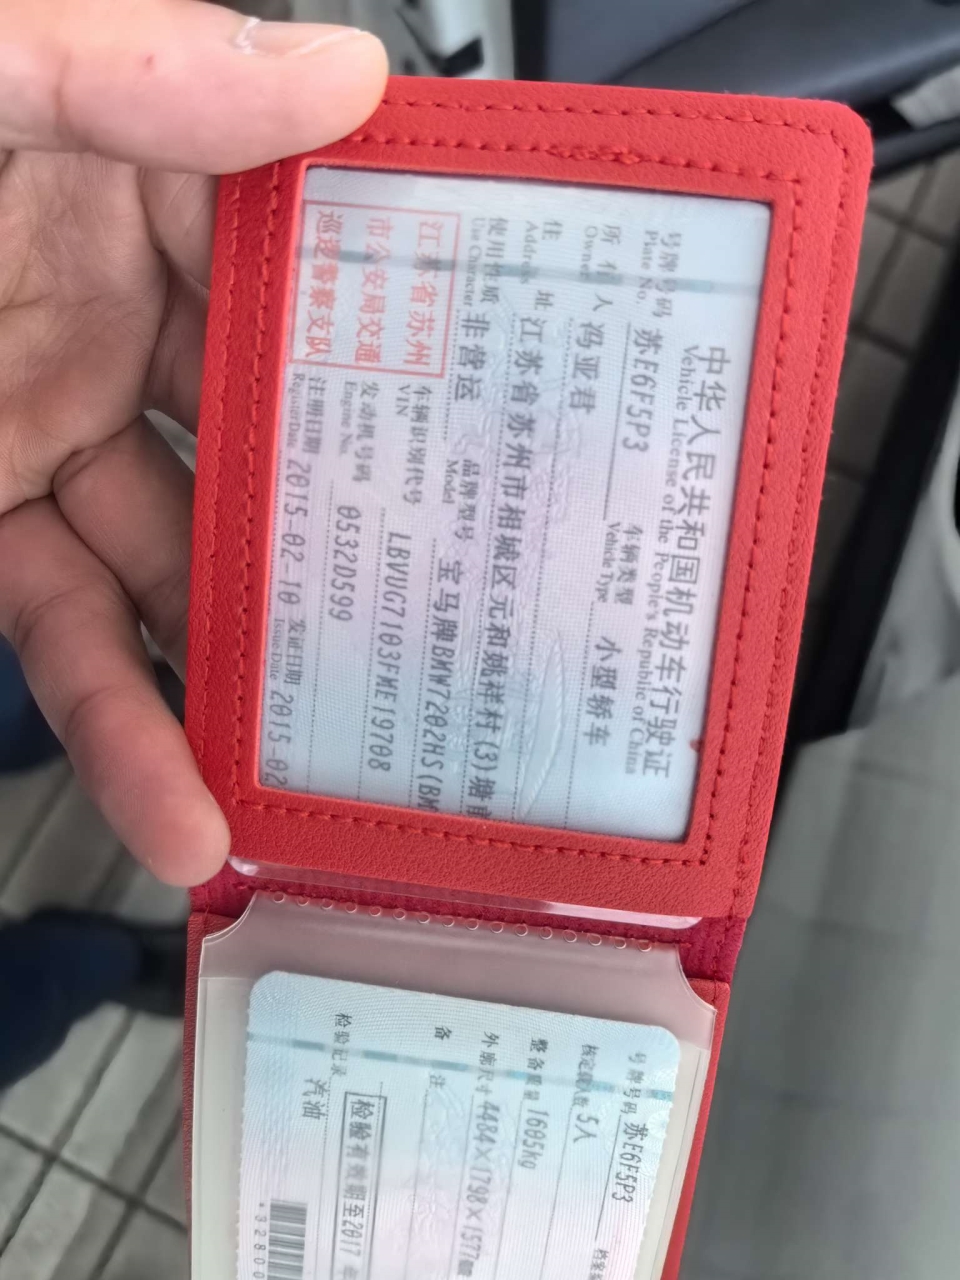 中华人民共和国机动车行驶证
Vehicle License of the People's Republic of China
号牌号码 苏E6F5P3 车辆类型 小型轿车
Plate No. Vehicle Type
所有人 冯亚君
Owner
住址 江苏省苏州市相城区元和姚祥村(3)塘
Address
使用性质 非营运 品牌型号 宝马牌BMW7202HS(BM
Use Character Model
江苏省苏州
市公安局交通
巡逻警察支队
车辆识别代号 LBVUG7103FME19708
VIN
发动机号码 0532D599
Engine No.
注册日期 2015-02-10 发证日期 2015-02
Register Date Issue Date
号牌号码 苏E6F5P3
核定载人数 5人
整备质量 1605kg
外廓尺寸 4484×1798×1577
备注
检验有效期至2017年
检验记录
汽油
*32800